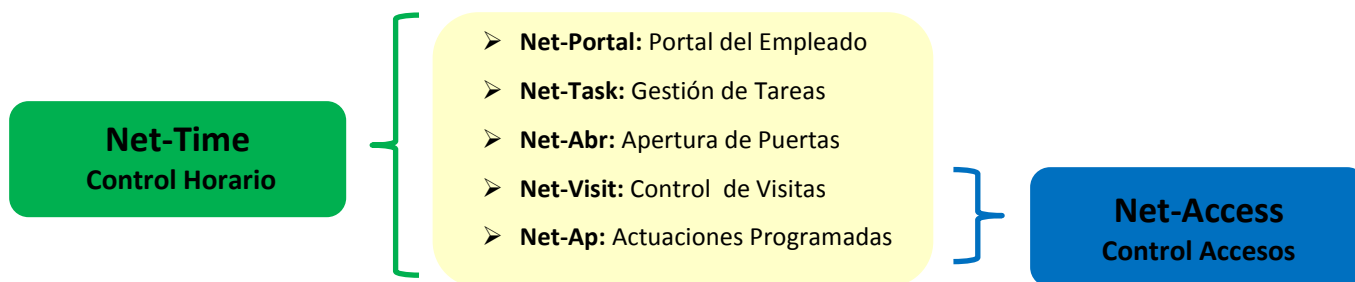 Net-Time
Control Horario
➢ Net-Portal: Portal del Empleado
➢ Net-Task: Gestión de Tareas
➢ Net-Abr: Apertura de Puertas
➢ Net-Visit: Control de Visitas
➢ Net-Ap: Actuaciones Programadas
Net-Access
Control Accesos